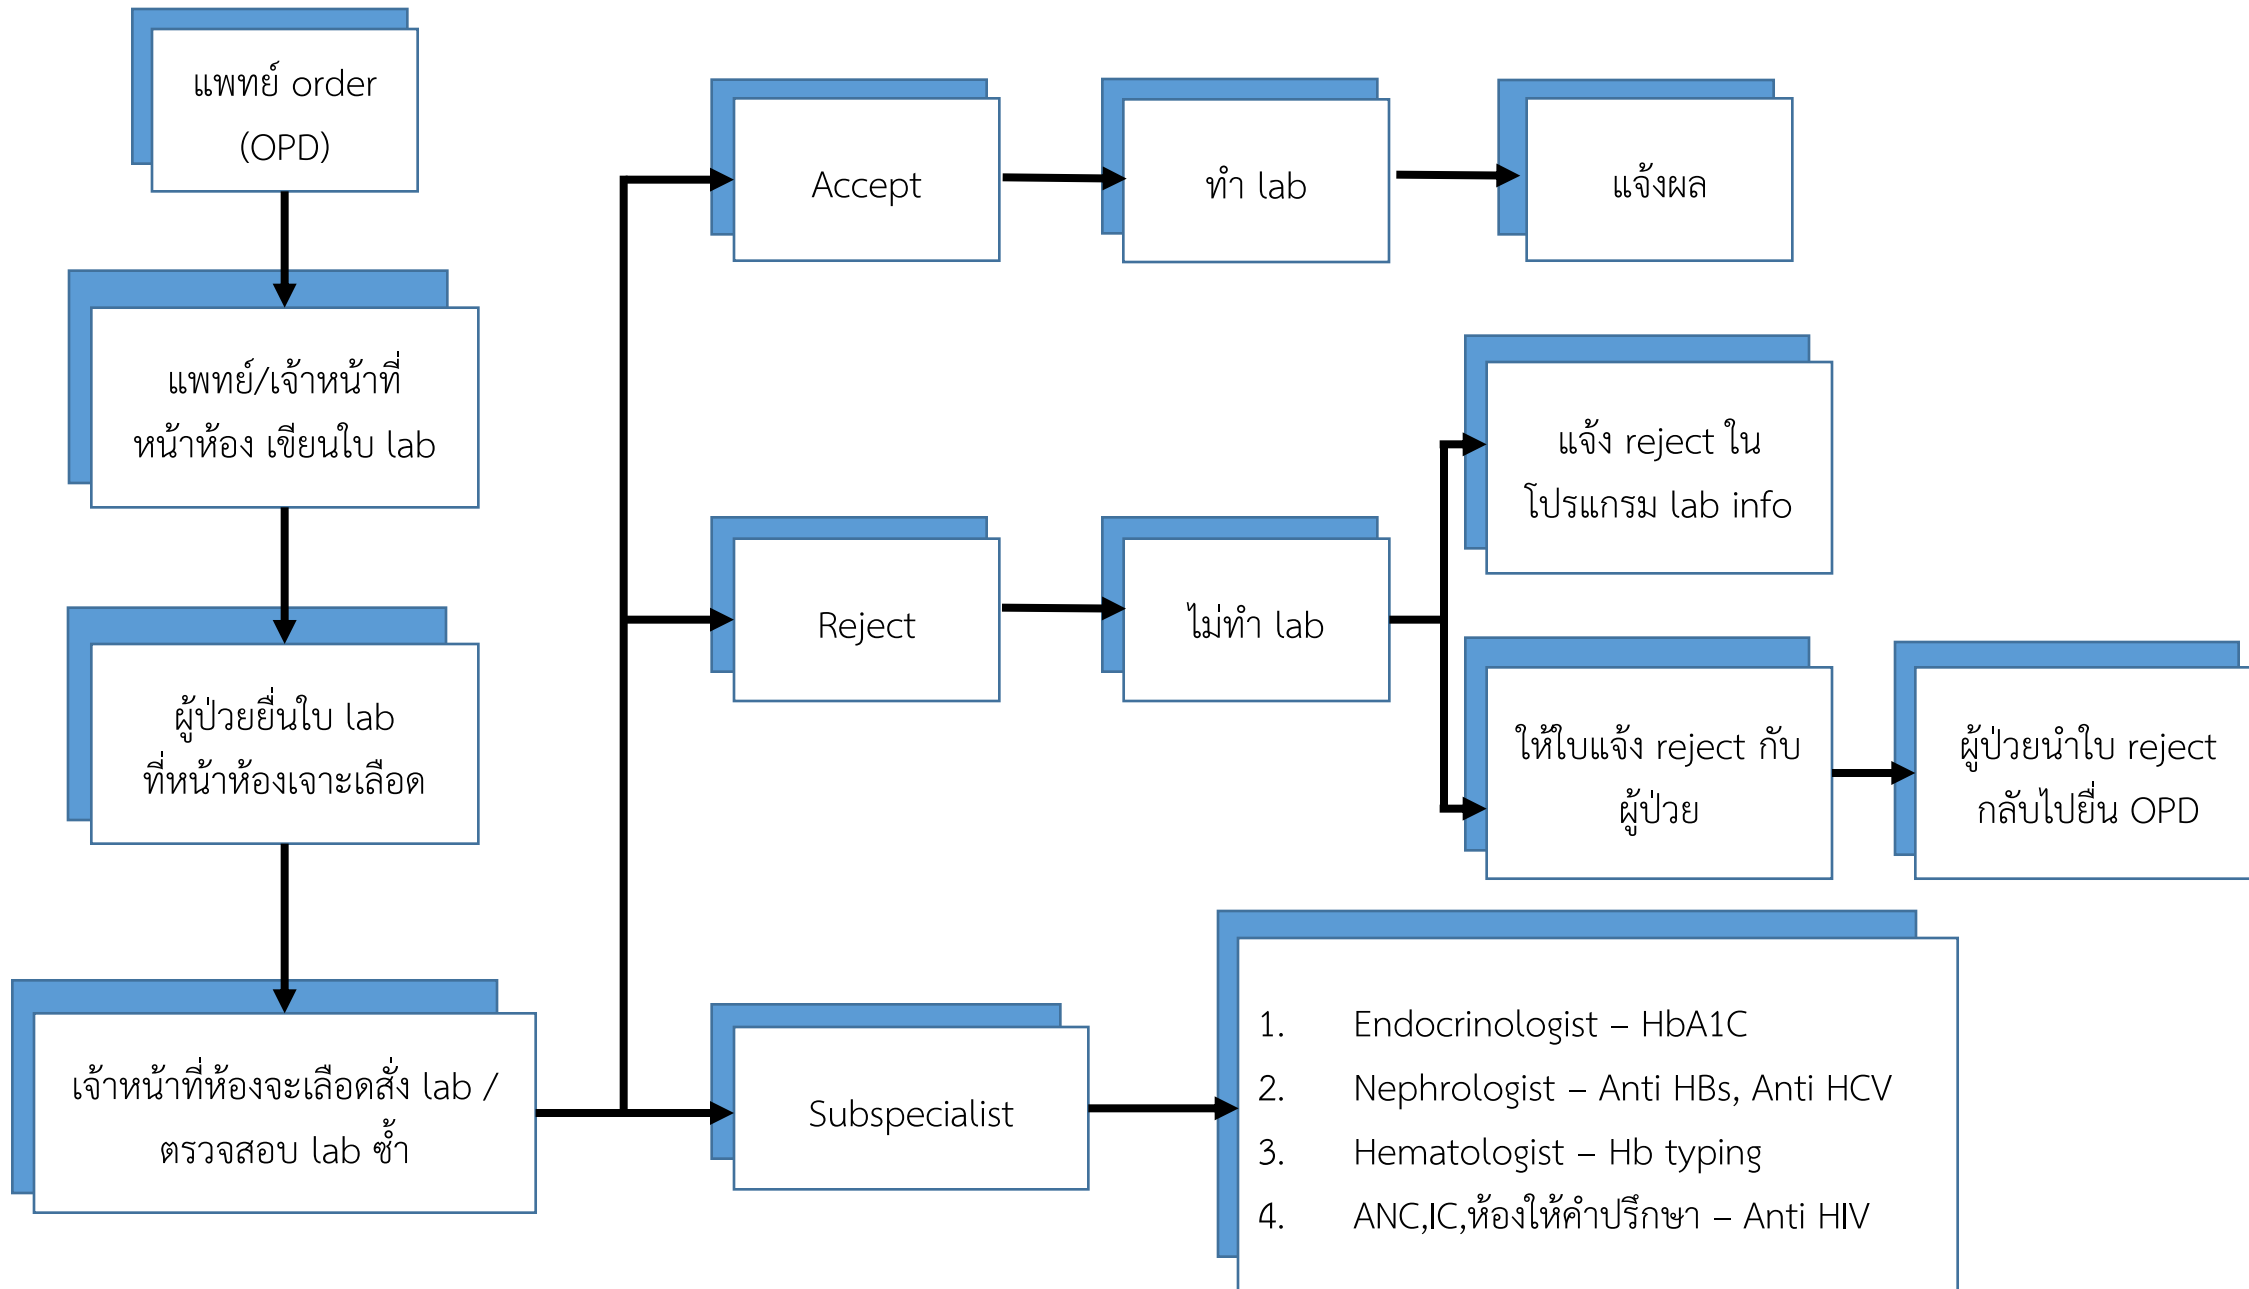 แพทย์ order
(OPD)
แพทย์/เจ้าหน้าที่
หน้าห้อง เขียนใบ lab
ผู้ป่วยยื่นใบ lab
ที่หน้าห้องเจาะเลือด
เจ้าหน้าที่ห้องจะเลือดสั่ง lab /
ตรวจสอบ lab ซ้ำ
Accept
ทำ lab
แจ้งผล
Reject
ไม่ทำ lab
แจ้ง reject ใน
โปรแกรม lab info
ให้ใบแจ้ง reject กับ
ผู้ป่วย
ผู้ป่วยนำใบ reject
กลับไปยื่น OPD
Subspecialist
1. Endocrinologist – HbA1C
2. Nephrologist – Anti HBs, Anti HCV
3. Hematologist – Hb typing
4. ANC,IC,ห้องให้คำปรึกษา – Anti HIV